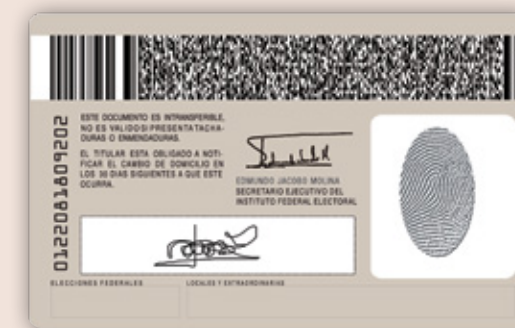 0122081809202
ESTE DOCUMENTO ES INTRANSFERIBLE,
NO ES VALIDO SI PRESENTA TACHA-
DURAS O ENMENDADURAS.
EL TITULAR ESTA OBLIGADO A NOTI-
FICAR EL CAMBIO DE DOMICILIO EN
LOS 30 DIAS SIGUIENTES A QUE ESTE
OCURRA.
EDMUNDO JACOBO MOLINA
SECRETARIO EJECUTIVO DEL
INSTITUTO FEDERAL ELECTORAL
ELECCIONES FEDERALES
LOCALES Y EXTRAORDINARIAS